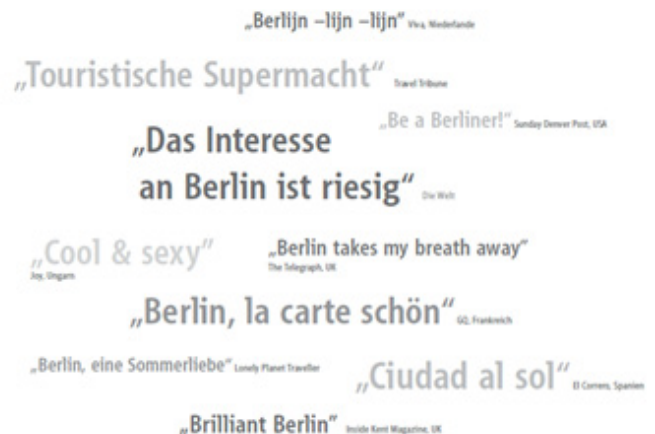 „Berlijn –lijn –lijn“ Viva, Niederlande
„Touristische Supermacht“ Travel Tribune
„Be a Berliner!“ Sunday Denver Post, USA
„Das Interesse
an Berlin ist riesig“ Die Welt
„Cool & sexy“
Joy, Ungarn
„Berlin takes my breath away“
The Telegraph, UK
„Berlin, la carte schön“ GQ, Frankreich
„Berlin, eine Sommerliebe“ Lonely Planet Traveller
„Ciudad al sol“ El Correro, Spanien
„Brilliant Berlin“ Inside Kent Magazine, UK